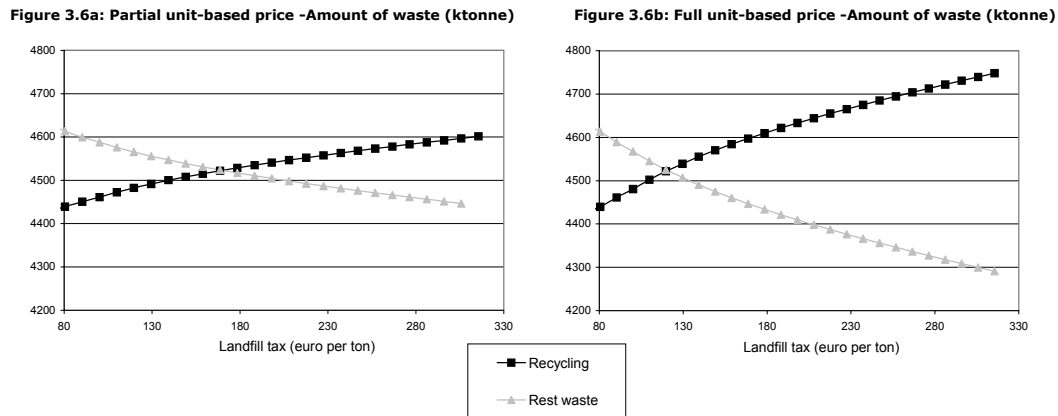 Figure 3.6a: Partial unit-based price -Amount of waste (ktonne)
4800
4700
4600
4500
4400
4300
4200
80 130 180 230 280 330
Landfill tax (euro per ton)
Figure 3.6b: Full unit-based price -Amount of waste (ktonne)
4800
4700
4600
4500
4400
4300
4200
80 130 180 230 280 330
Landfill tax (euro per ton)
Recycling
Rest waste